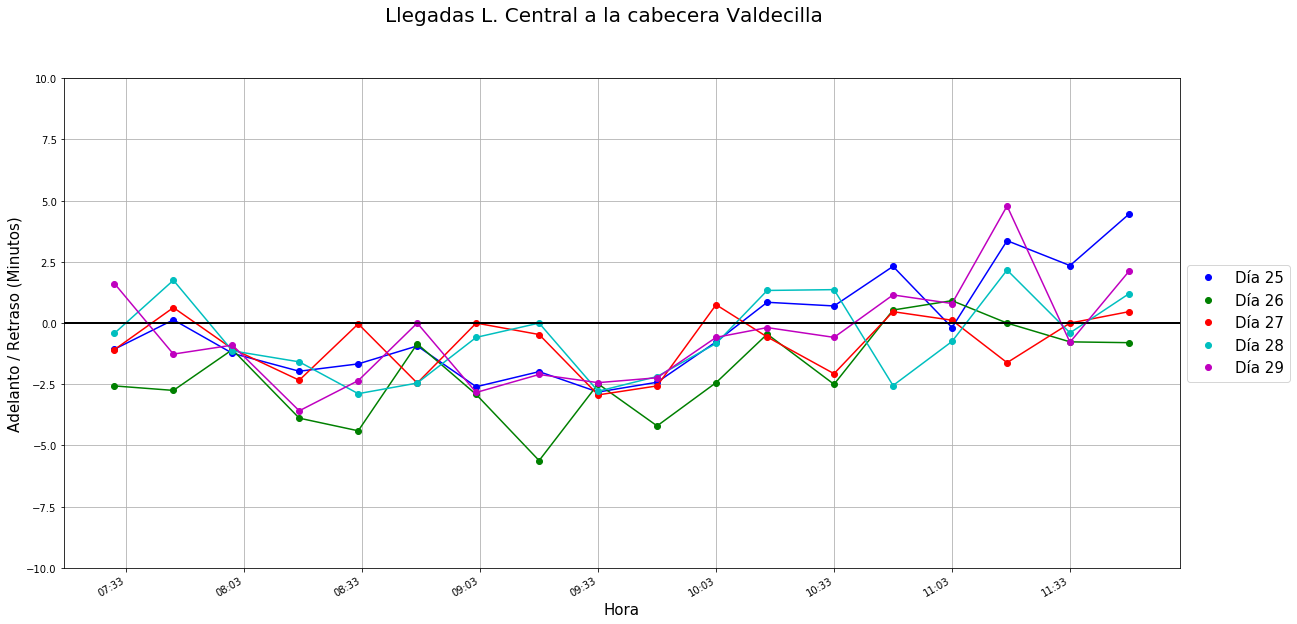 Llegadas L. Central a la cabecera Valdecilla
Adelanto / Retraso (Minutos)
10.0
7.5
5.0
2.5
0.0
−2.5
−5.0
−7.5
−10.0
07:33
08:03
08:33
09:03
09:33
10:03
10:33
11:03
11:33
Hora
Día 25
Día 26
Día 27
Día 28
Día 29